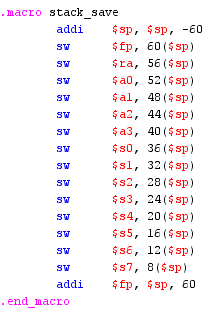 .macro stack_save
addi $sp, $sp, -60
sw $fp, 60($sp)
sw $ra, 56($sp)
sw $a0, 52($sp)
sw $a1, 48($sp)
sw $a2, 44($sp)
sw $a3, 40($sp)
sw $s0, 36($sp)
sw $s1, 32($sp)
sw $s2, 28($sp)
sw $s3, 24($sp)
sw $s4, 20($sp)
sw $s5, 16($sp)
sw $s6, 12($sp)
sw $s7, 8($sp)
addi $fp, $sp, 60
.end_macro